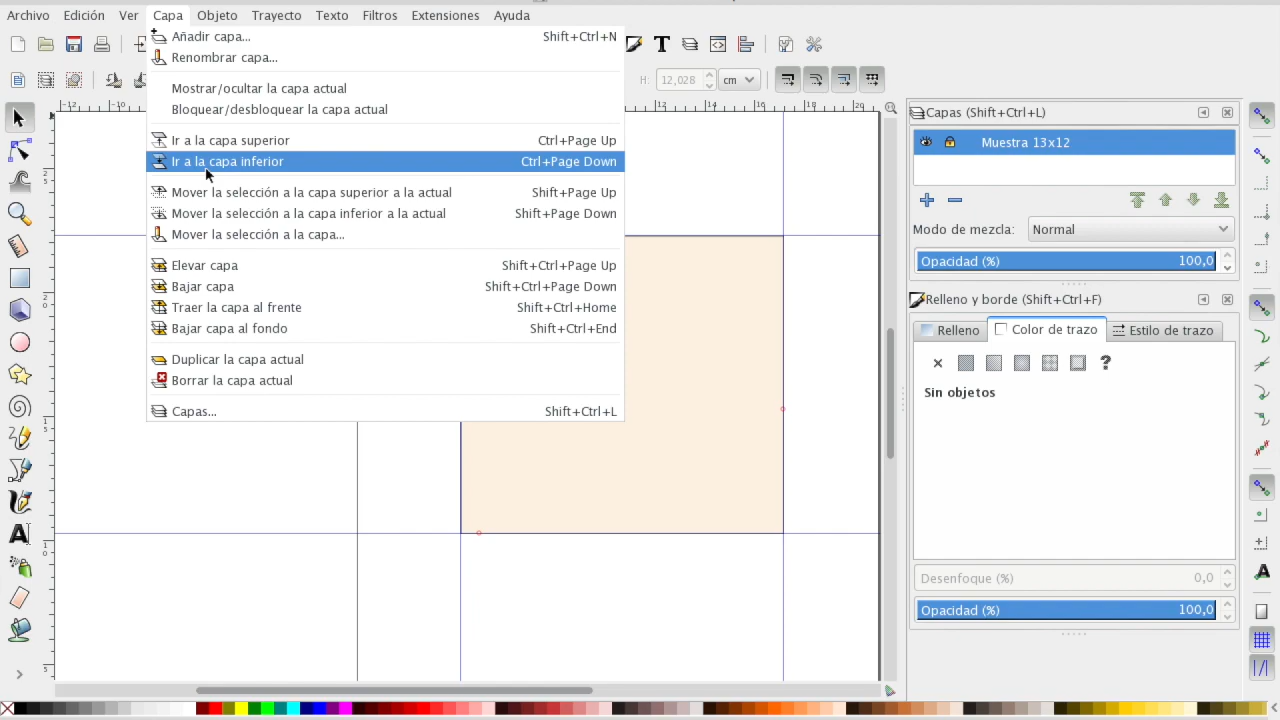 Archivo Edición Ver Capa Objeto Trayecto Texto Filtros Extensiones Ayuda
Añadir capa... Shift+Ctrl+N
Renombrar capa...
Mostrar/ocultar la capa actual
Bloquear/desbloquear la capa actual
Ir a la capa superior Ctrl+Page Up
Ir a la capa inferior Ctrl+Page Down
Mover la selección a la capa superior a la actual Shift+Page Up
Mover la selección a la capa inferior a la actual Shift+Page Down
Mover la selección a la capa...
Elevar capa Shift+Ctrl+Page Up
Bajar capa Shift+Ctrl+Page Down
Traer la capa al frente Shift+Ctrl+Home
Bajar capa al fondo Shift+Ctrl+End
Duplicar la capa actual
Borrar la capa actual
Capas... Shift+Ctrl+L
H: 12,028 cm
-12 -10 12 14 16 18 20
Capas (Shift+Ctrl+L)
Muestra 13x12
Modo de mezcla: Normal
Opacidad (%) 100,0
Relleno y borde (Shift+Ctrl+F)
Relleno Color de trazo Estilo de trazo
?
Sin objetos
Desenfoque (%) 0,0
Opacidad (%) 100,0